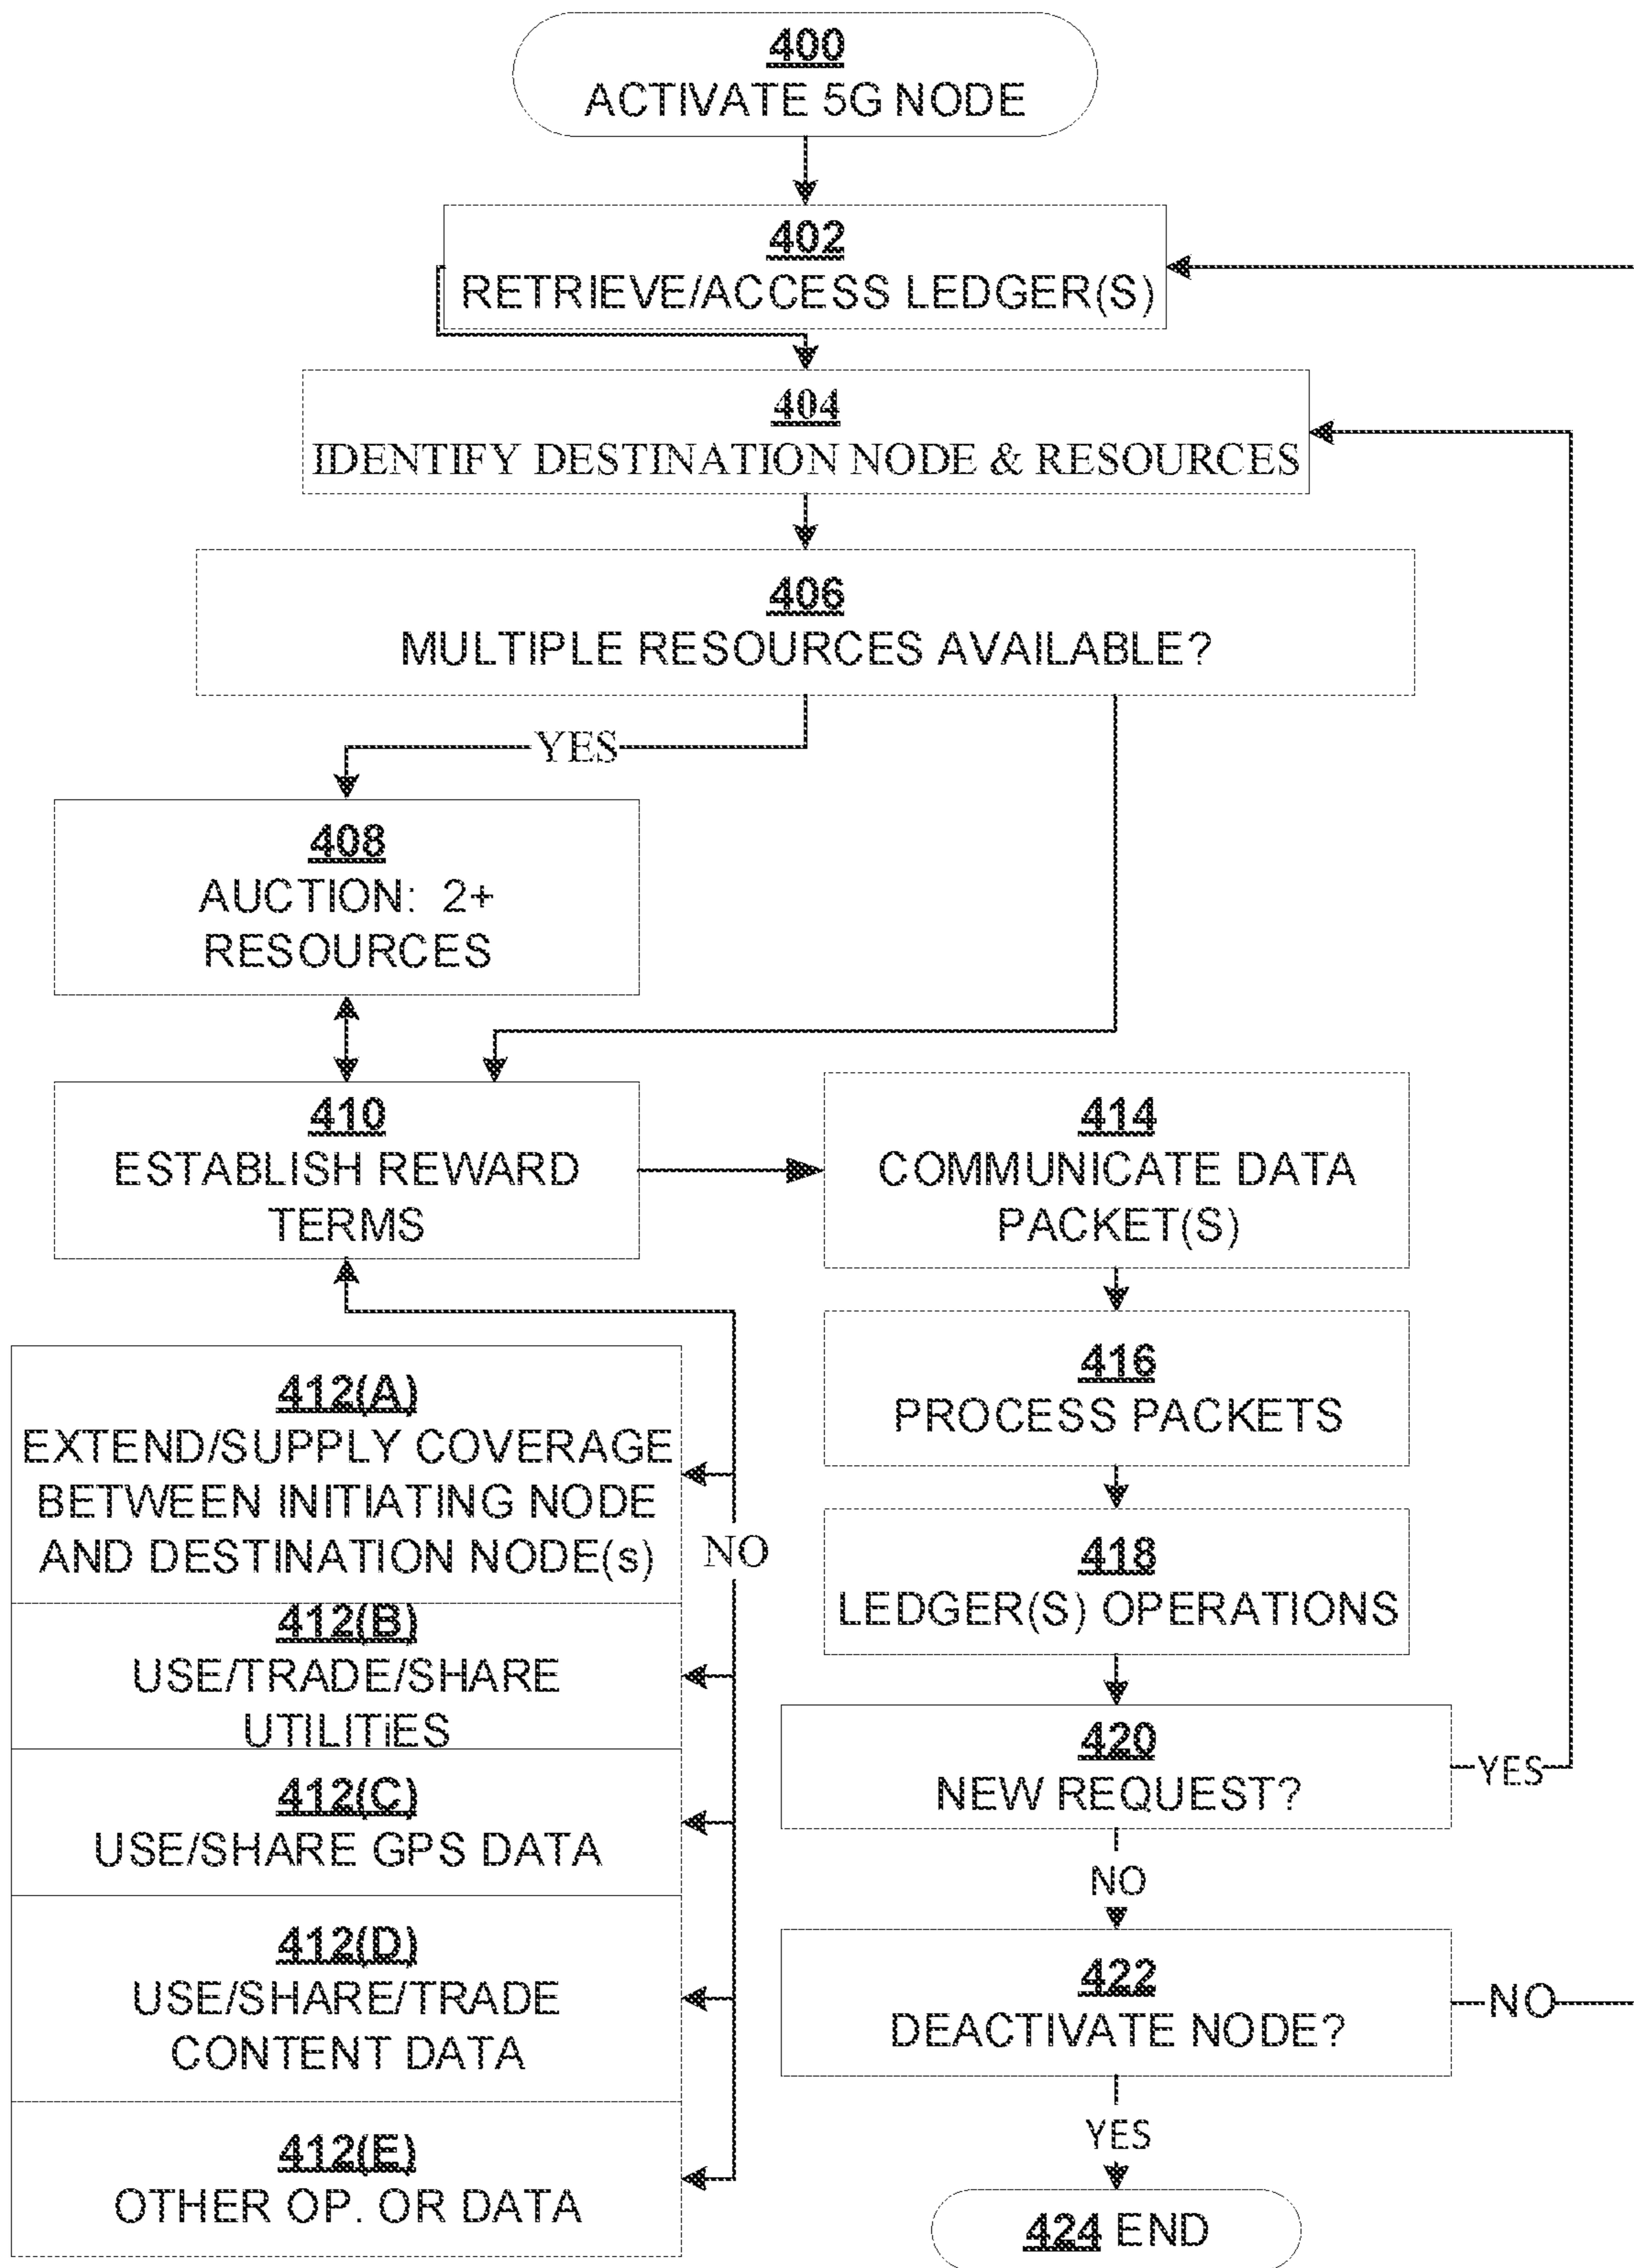 400
ACTIVATE 5G NODE
402
RETRIEVE/ACCESS LEDGER(S)
404
IDENTIFY DESTINATION NODE & RESOURCES
406
MULTIPLE RESOURCES AVAILABLE?
YES
408
AUCTION: 2+
RESOURCES
410
ESTABLISH REWARD
TERMS
412(A)
EXTEND/SUPPLY COVERAGE
BETWEEN INITIATING NODE
AND DESTINATION NODE(s)
NO
412(B)
USE/TRADE/SHARE
UTILITiES
412(C)
USE/SHARE GPS DATA
412(D)
USE/SHARE/TRADE
CONTENT DATA
412(E)
OTHER OP. OR DATA
414
COMMUNICATE DATA
PACKET(S)
416
PROCESS PACKETS
418
LEDGER(S) OPERATIONS
420
NEW REQUEST?
YES
NO
422
DEACTIVATE NODE?
NO
YES
424 END